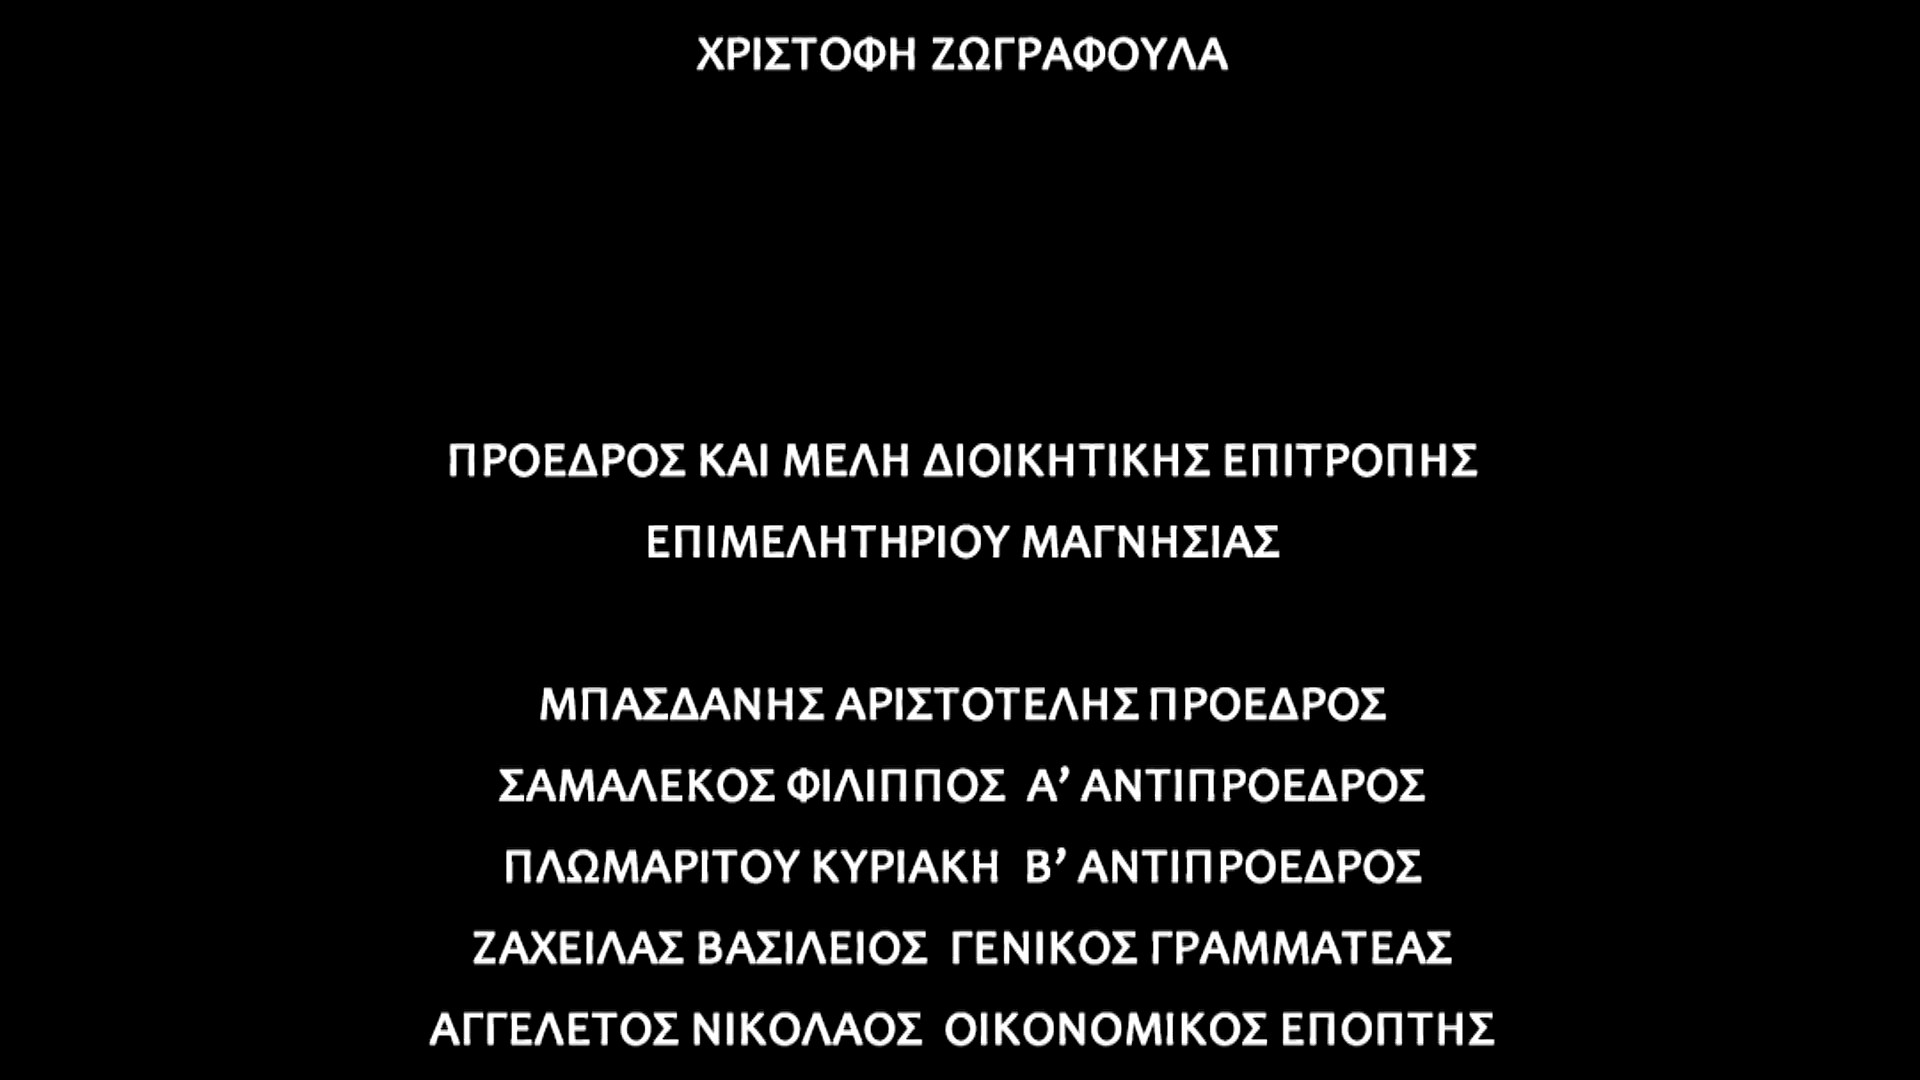 ΧΡΙΣΤΟΦΗ ΖΩΓΡΑΦΟΥΛΑ
ΠΡΟΕΔΡΟΣ ΚΑΙ ΜΕΛΗ ΔΙΟΙΚΗΤΙΚΗΣ ΕΠΙΤΡΟΠΗΣ
ΕΠΙΜΕΛΗΤΗΡΙΟΥ ΜΑΓΝΗΣΙΑΣ
ΜΠΑΣΔΑΝΗΣ ΑΡΙΣΤΟΤΕΛΗΣ ΠΡΟΕΔΡΟΣ
ΣΑΜΑΛΕΚΟΣ ΦΙΛΙΠΠΟΣ Α’ ΑΝΤΙΠΡΟΕΔΡΟΣ
ΠΛΩΜΑΡΙΤΟΥ ΚΥΡΙΑΚΗ Β’ ΑΝΤΙΠΡΟΕΔΡΟΣ
ΖΑΧΕΙΛΑΣ ΒΑΣΙΛΕΙΟΣ ΓΕΝΙΚΟΣ ΓΡΑΜΜΑΤΕΑΣ
ΑΓΓΕΛΕΤΟΣ ΝΙΚΟΛΑΟΣ ΟΙΚΟΝΟΜΙΚΟΣ ΕΠΟΠΤΗΣ